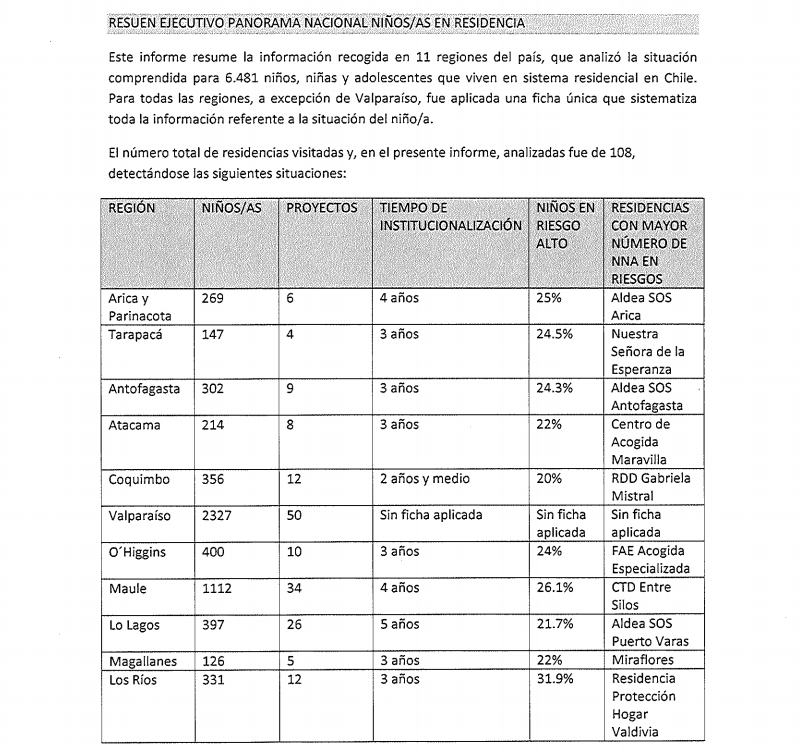 RESUEN EJECUTIVO PANORAMA NACIONAL NIÑOS/AS EN RESIDENCIA
Este informe resume la información recogida en 11 regiones del país, que analizó la situación
comprendida para 6.481 niños, niñas y adolescentes que viven en sistema residencial en Chile.
Para todas las regiones, a excepción de Valparaíso, fue aplicada una ficha única que sistematiza
toda la información referente a la situación del niño/a.
El número total de residencias visitadas y, en el presente informe, analizadas fue de 108,
detectándose las siguientes situaciones:
REGIÓN NIÑOS/AS PROYECTOS TIEMPO DE NIÑOS EN RESIDENCIAS
INSTITUCIONALIZACIÓN RIESGO CON MAYOR
ALTO NÚMERO DE
NNA EN
RIESGOS
Arica y 269 6 4 años 25% Aldea SOS
Parinacota Arica
Tarapacá 147 4 3 años 24.5% Nuestra
Señora de la
Esperanza
Antofagasta 302 9 3 años 24.3% Aldea SOS
Antofagasta
Atacama 214 8 3 años 22% Centro de
Acogida
Maravilla
Coquimbo 356 12 2 años y medio 20% RDD Gabriela
Mistral
Valparaíso 2327 50 Sin ficha aplicada Sin ficha Sin ficha
aplicada aplicada
O´Higgins 400 10 3 años 24% FAE Acogida
Especializada
Maule 1112 34 4 años 26.1% CTD Entre
Silos
Lo Lagos 397 26 5 años 21.7% Aldea SOS
Puerto Varas
Magallanes 126 5 3 años 22% Miraflores
Los Ríos 331 12 3 años 31.9% Residencia
Protección
Hogar
Valdivia